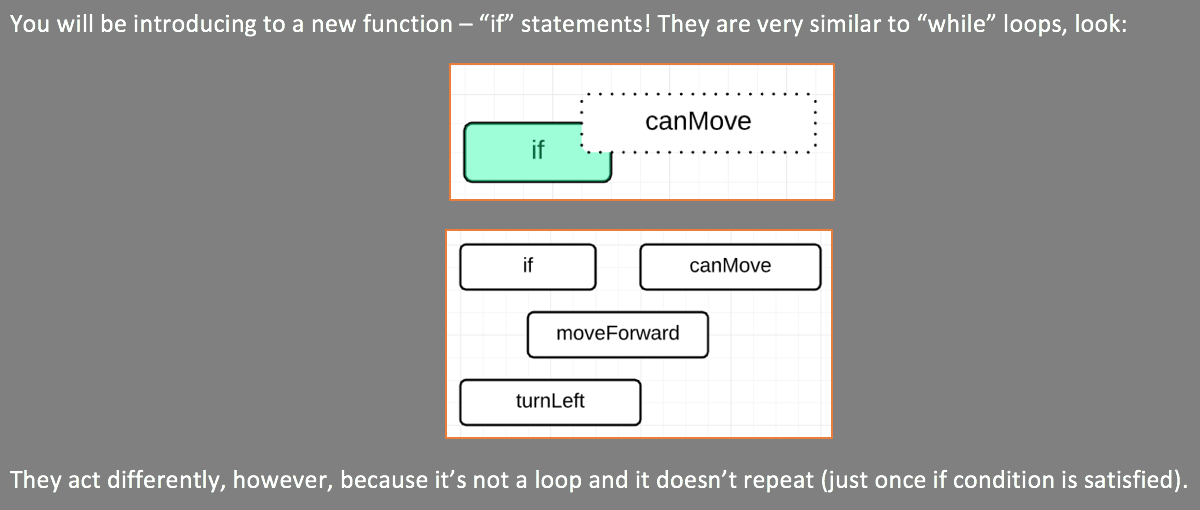 You will be introducing to a new function – “if” statements! They are very similar to “while” loops, look:
canMove
if
if canMove
moveForward
turnLeft
They act differently, however, because it’s not a loop and it doesn’t repeat (just once if condition is satisfied).